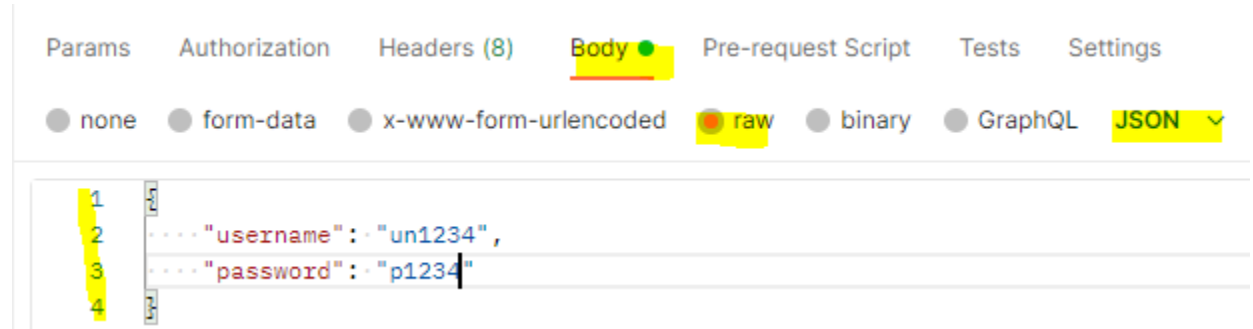 Params Authorization Headers (8) Body Pre-request Script Tests Settings
none form-data x-www-form-urlencoded raw binary GraphQL JSON
1 {
2 "username": "un1234",
3 "password": "p1234"
4 }